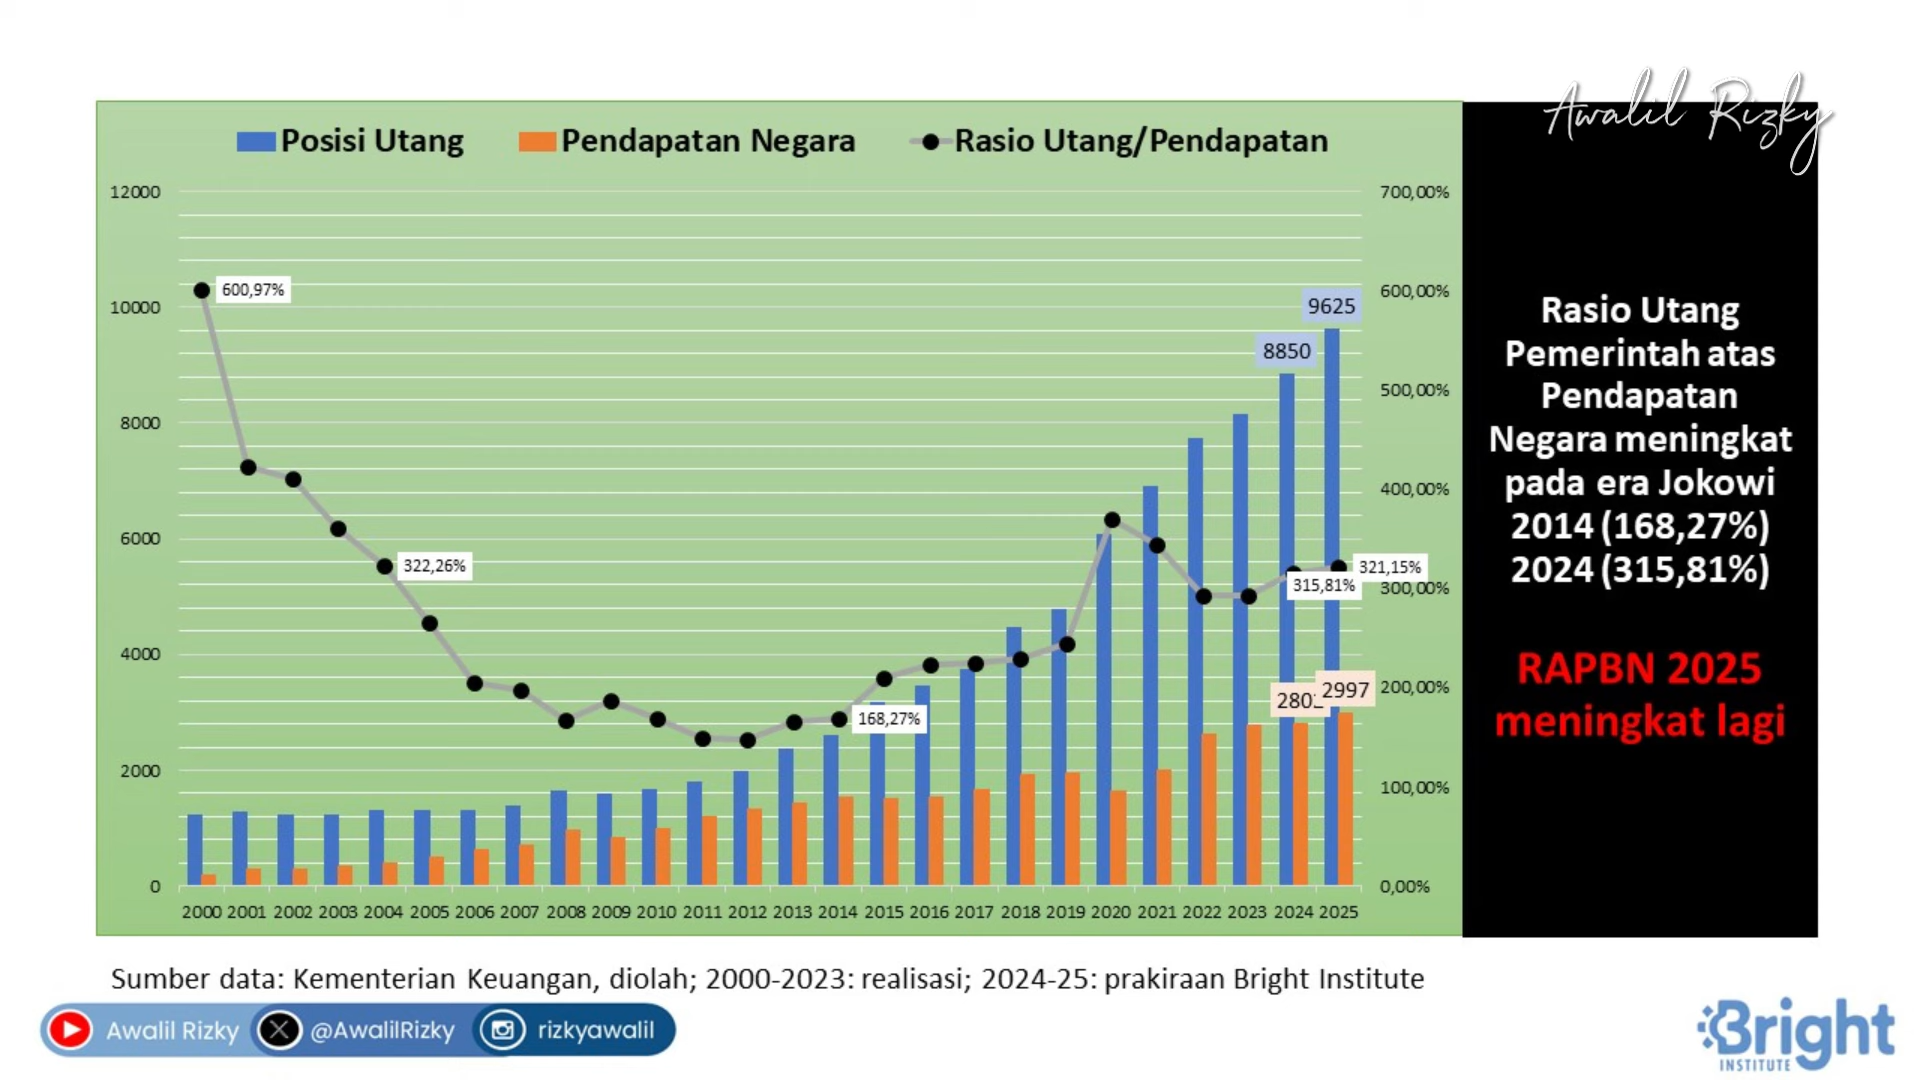 Awalil Rizky
Posisi Utang
Pendapatan Negara
Rasio Utang/Pendapatan
12000
10000
8000
6000
4000
2000
0
700,00%
600,00%
500,00%
400,00%
300,00%
200,00%
100,00%
0,00%
600,97%
322,26%
168,27%
315,81%
321,15%
8850
9625
2997
2000 2001 2002 2003 2004 2005 2006 2007 2008 2009 2010 2011 2012 2013 2014 2015 2016 2017 2018 2019 2020 2021 2022 2023 2024 2025
Rasio Utang
Pemerintah atas
Pendapatan
Negara meningkat
pada era Jokowi
2014 (168,27%)
2024 (315,81%)
RAPBN 2025
meningkat lagi
Sumber data: Kementerian Keuangan, diolah; 2000-2023: realisasi; 2024-25: prakiraan Bright Institute
Awalil Rizky
@AwalilRizky
rizkyawalil
Bright
INSTITUTE